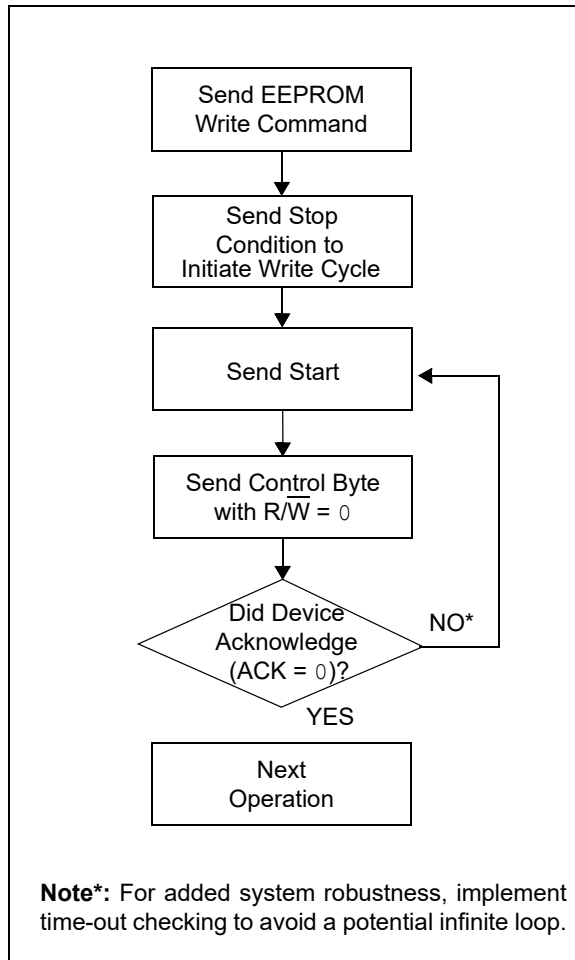 Send EEPROM
Write Command
Send Stop
Condition to
Initiate Write Cycle
Send Start
Send Control Byte
with R/W̅ = 0
Did Device
Acknowledge
(ACK = 0)?
NO*
YES
Next
Operation
Note*: For added system robustness, implement
time-out checking to avoid a potential infinite loop.